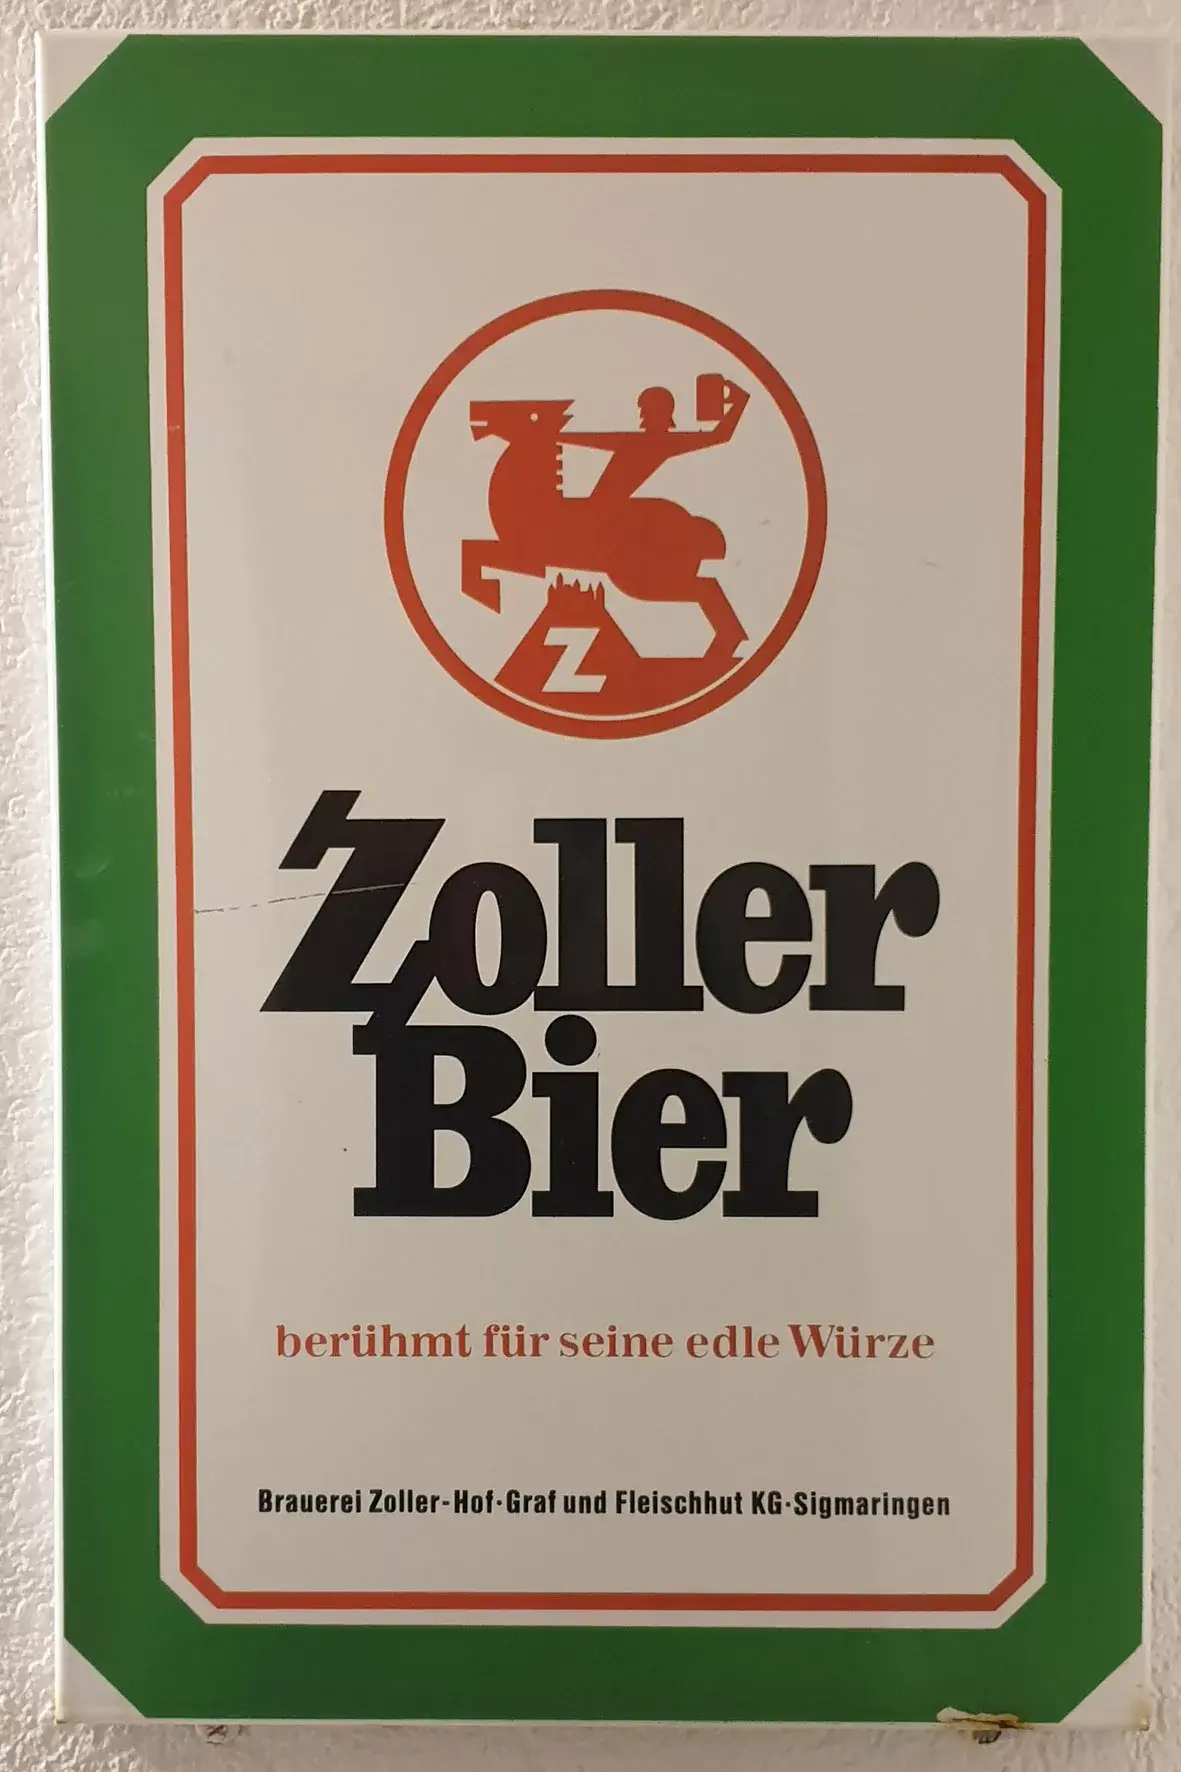 Z
Zoller
Bier
berühmt für seine edle Würze
Brauerei Zoller-Hof·Graf und Fleischhut KG·Sigmaringen